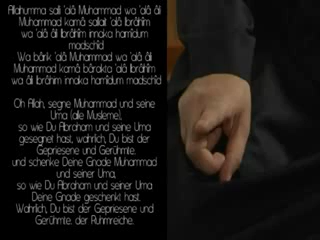 Allahumma salli 'alâ Muhammad wa 'alâ âli
Muhammad kamâ sallait 'alâ Ibrâhîm
wa 'alâ âli Ibrâhîm innaka hamîdum
madschîd
Wa bârik 'alâ Muhammad wa 'alâ âli
Muhammad kamâ bârakta 'alâ Ibrâhîm
wa âli Ibrâhîm innaka hamîdum madschîd
Oh Allah, segne Muhammad und seine
Uma (alle Muslieme),
so wie Du Abraham und seine Uma
gesegnet hast, wahrlich, Du bist der
Gepriesene und Gerühmte.
und schenke Deine Gnade Muhammad
und seiner Uma,
so wie Du Abraham und seiner Uma
Deine Gnade geschenkt hast.
Wahrlich, Du bist der Gepriesene und
Gerühmte, der Ruhmreiche.